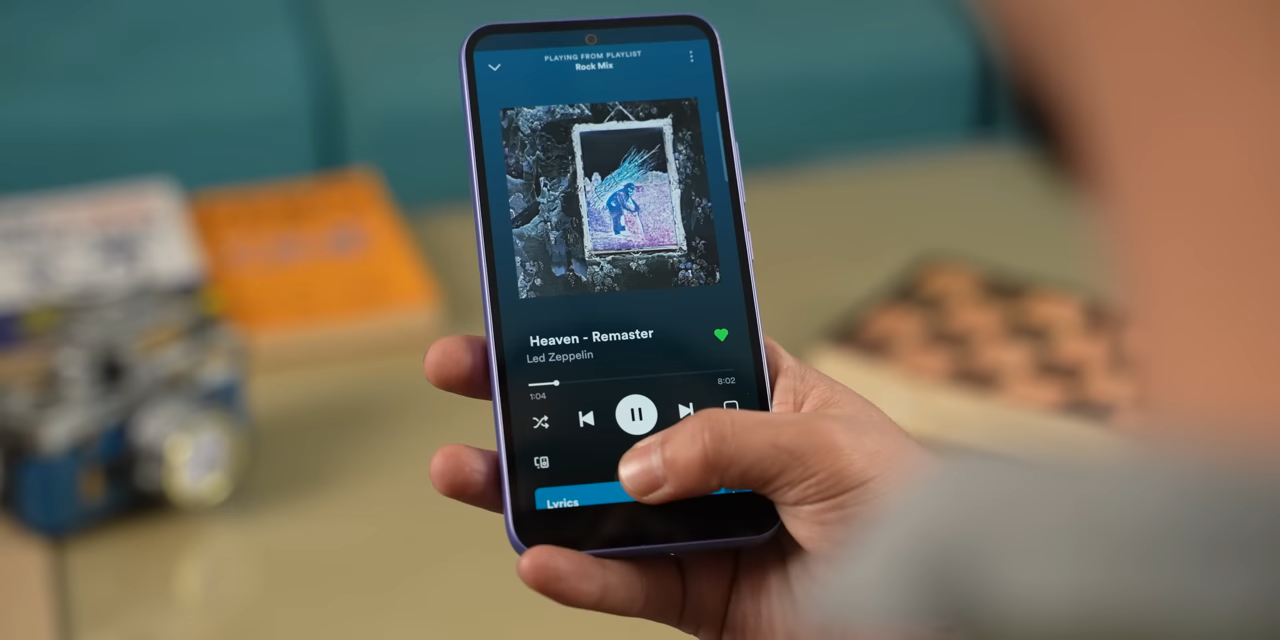 PLAYING FROM PLAYLIST
Rock Mix
Heaven - Remaster
Led Zeppelin
1:04
8:02
Lyrics